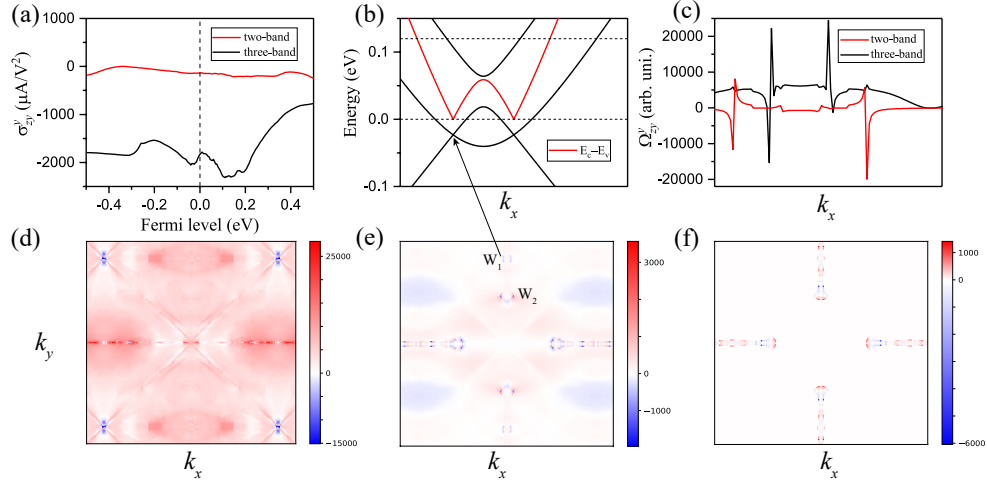 (a)
1000
0
-1000
-2000
σ^y_zy (μA/V²)
two-band
three-band
-0.4 -0.2 0.0 0.2 0.4
Fermi level (eV)
(b)
0.1
0.0
-0.1
Energy (eV)
E_c−E_v
k_x
(c)
20000
10000
0
-10000
-20000
Ω^y_zy (arb. uni.)
two-band
three-band
k_x
(d)
k_y
k_x
25000
0
−15000
(e)
W_1
W_2
k_x
3000
0
−1000
(f)
k_x
1000
0
−6000